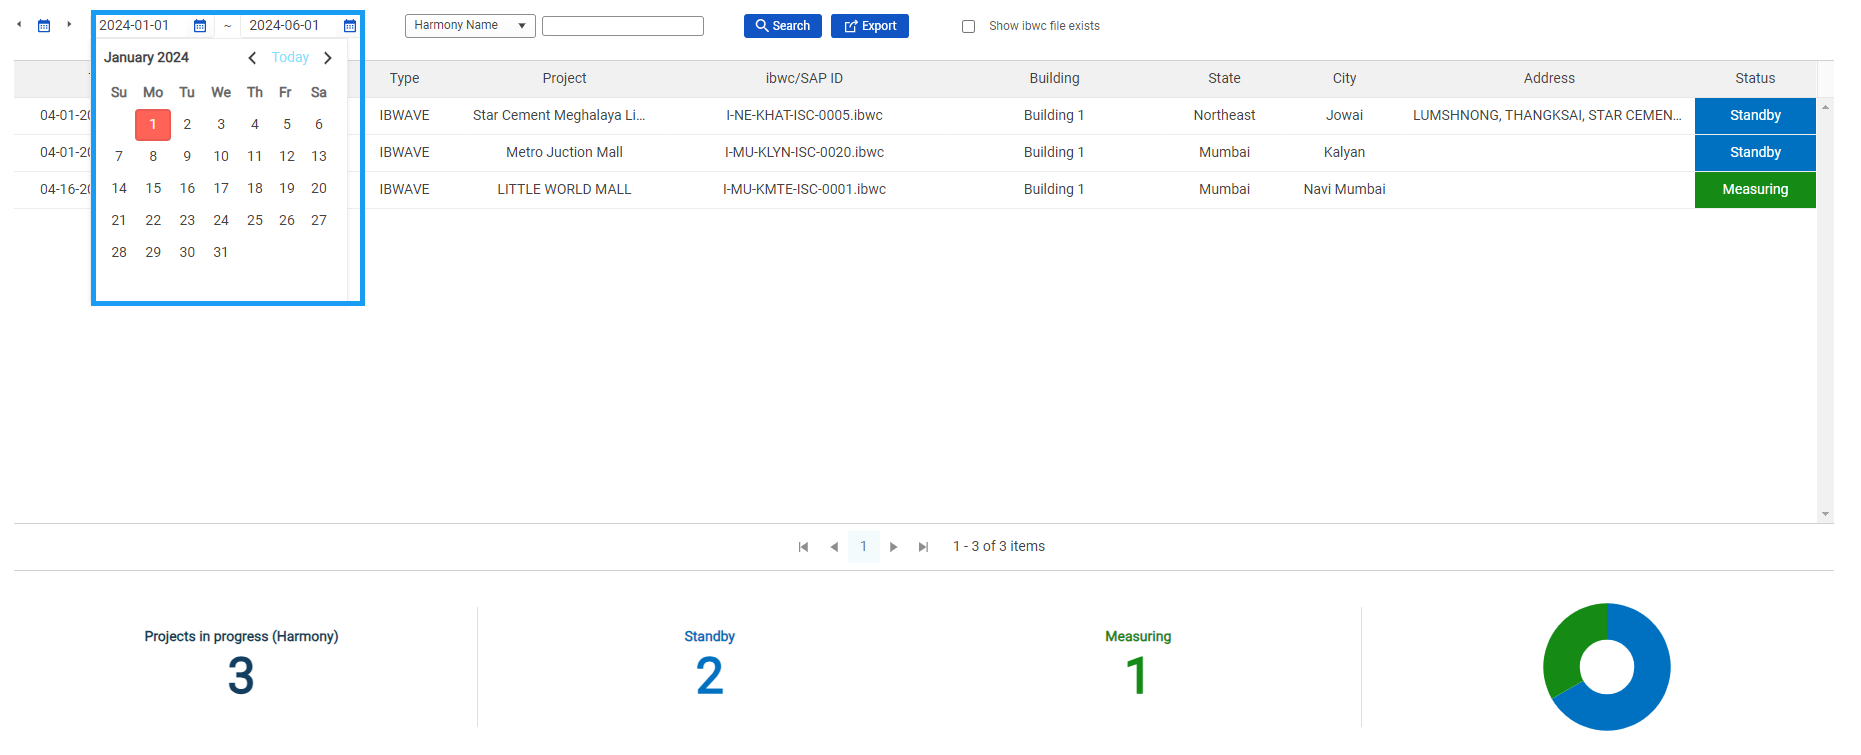 2024-01-01 ~ 2024-06-01 Harmony Name Search Export Show ibwc file exists
January 2024 Today
Type Project ibwc/SAP ID Building State City Address Status
Su Mo Tu We Th Fr Sa
04-01-20 IBWAVE Star Cement Meghalaya Li... I-NE-KHAT-ISC-0005.ibwc Building 1 Northeast Jowai LUMSHNONG, THANGKSAI, STAR CEMEN... Standby
1 2 3 4 5 6
04-01-20 IBWAVE Metro Juction Mall I-MU-KLYN-ISC-0020.ibwc Building 1 Mumbai Kalyan Standby
7 8 9 10 11 12 13
04-16-20 IBWAVE LITTLE WORLD MALL I-MU-KMTE-ISC-0001.ibwc Building 1 Mumbai Navi Mumbai Measuring
14 15 16 17 18 19 20
21 22 23 24 25 26 27
28 29 30 31
1 1 - 3 of 3 items
Projects in progress (Harmony) Standby Measuring
3 2 1